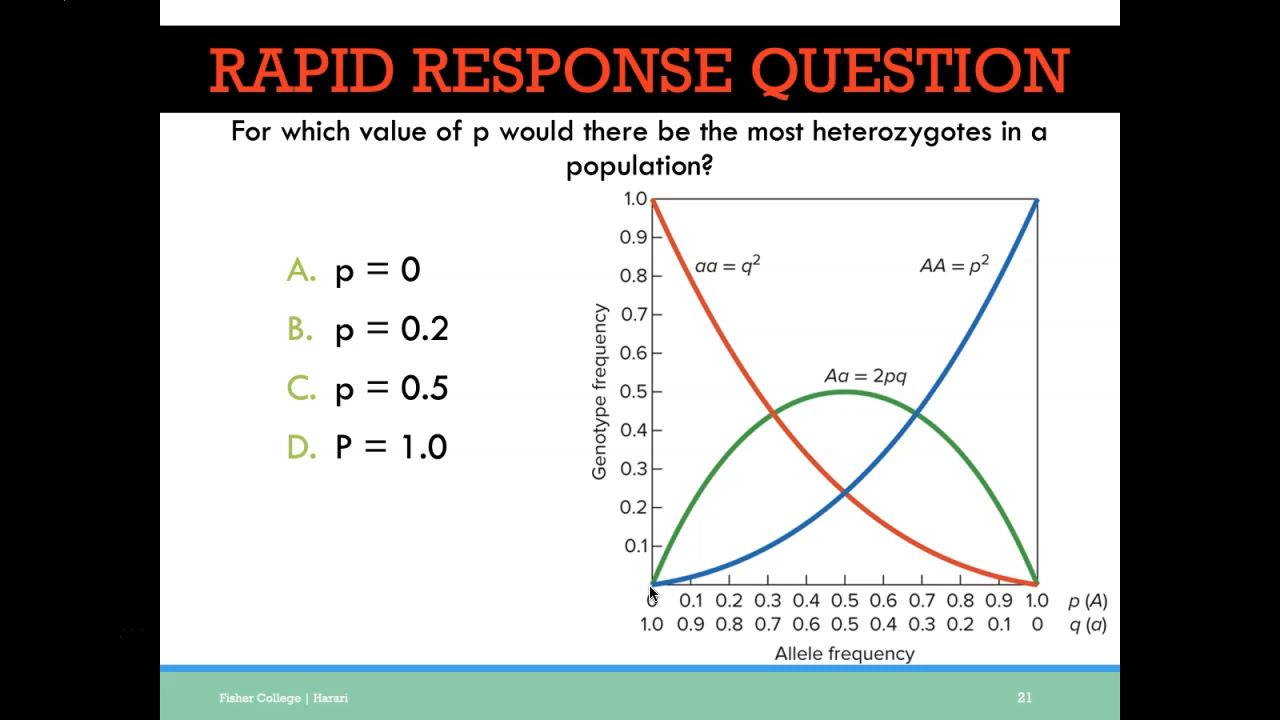 RAPID RESPONSE QUESTION
For which value of p would there be the most heterozygotes in a
population?
A. p = 0
B. p = 0.2
C. p = 0.5
D. P = 1.0
1.0
0.9
0.8
0.7
0.6
0.5
0.4
0.3
0.2
0.1
Genotype frequency
aa = q²
AA = p²
Aa = 2pq
0 0.1 0.2 0.3 0.4 0.5 0.6 0.7 0.8 0.9 1.0 p (A)
1.0 0.9 0.8 0.7 0.6 0.5 0.4 0.3 0.2 0.1 0 q (a)
Allele frequency
Fisher College | Harari
21